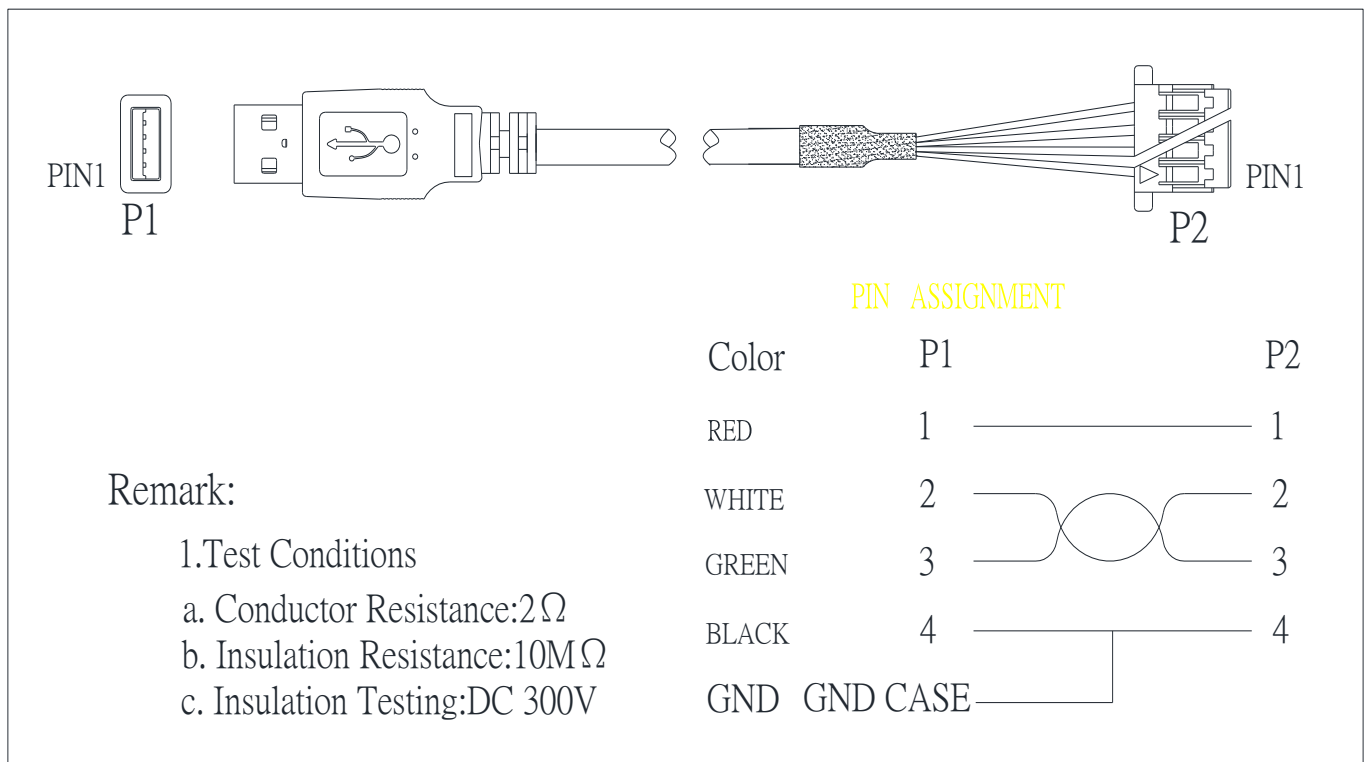 PIN1
P1
PIN1
P2
PIN ASSIGNMENT
Color P1 P2
RED 1 1
WHITE 2 2
GREEN 3 3
BLACK 4 4
GND GND CASE
Remark:
1.Test Conditions
a. Conductor Resistance:2Ω
b. Insulation Resistance:10MΩ
c. Insulation Testing:DC 300V